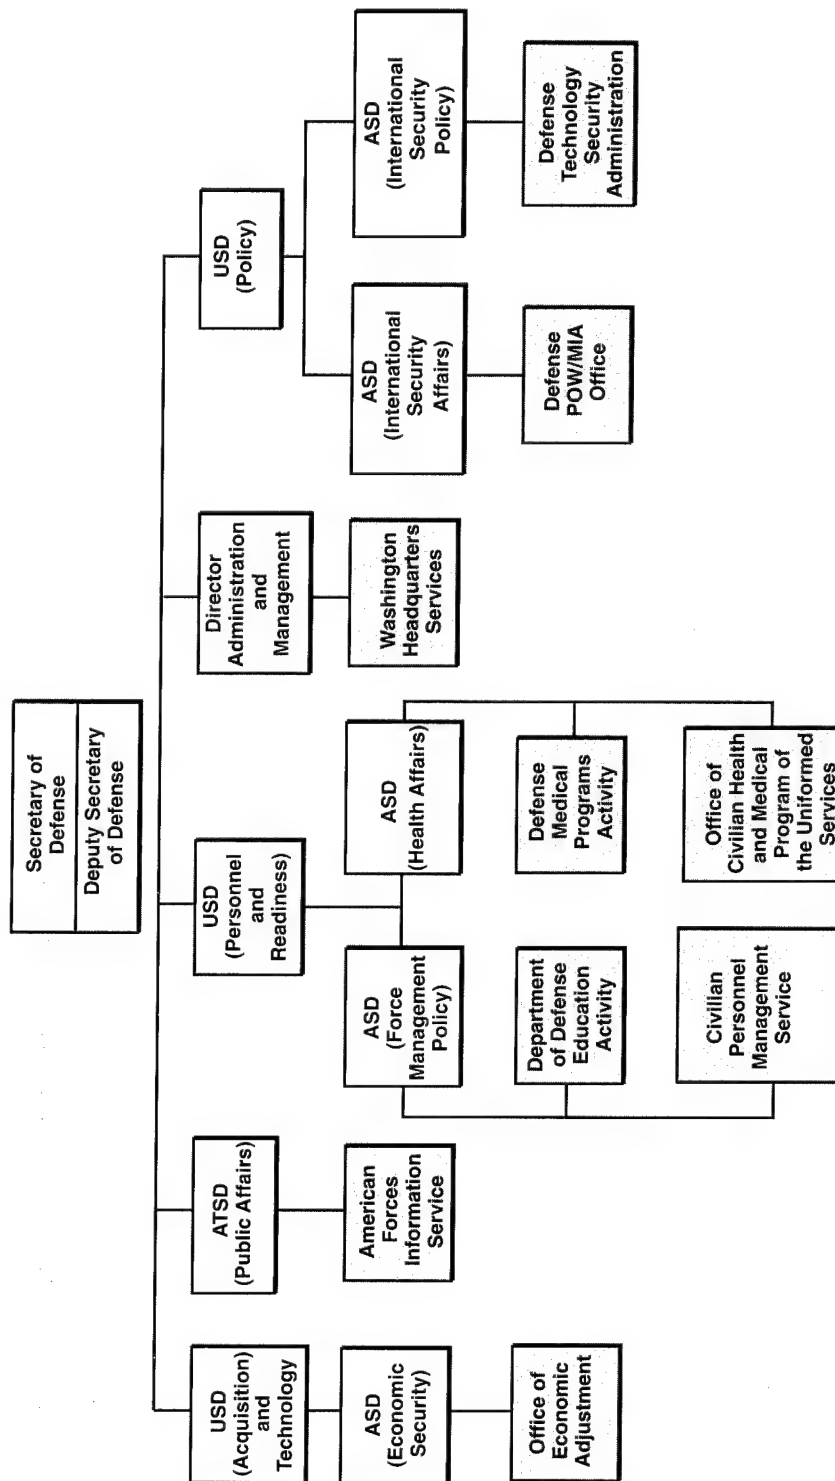 Secretary of
Defense
Deputy Secretary
of Defense
USD
(Acquisition)
and
Technology
ATSD
(Public Affairs)
USD
(Personnel
and
Readiness)
Director
Administration
and
Management
USD
(Policy)
ASD
(Economic
Security)
American
Forces
Information
Service
ASD
(Force
Management
Policy)
ASD
(Health Affairs)
Washington
Headquarters
Services
ASD
(International
Security
Affairs)
ASD
(International
Security
Policy)
Office of
Economic
Adjustment
Department
of Defense
Education
Activity
Defense
Medical
Programs
Activity
Defense
POW/MIA
Office
Defense
Technology
Security
Administration
Civilian
Personnel
Management
Service
Office of
Civilian Health
and Medical
Program of
the Uniformed
Services